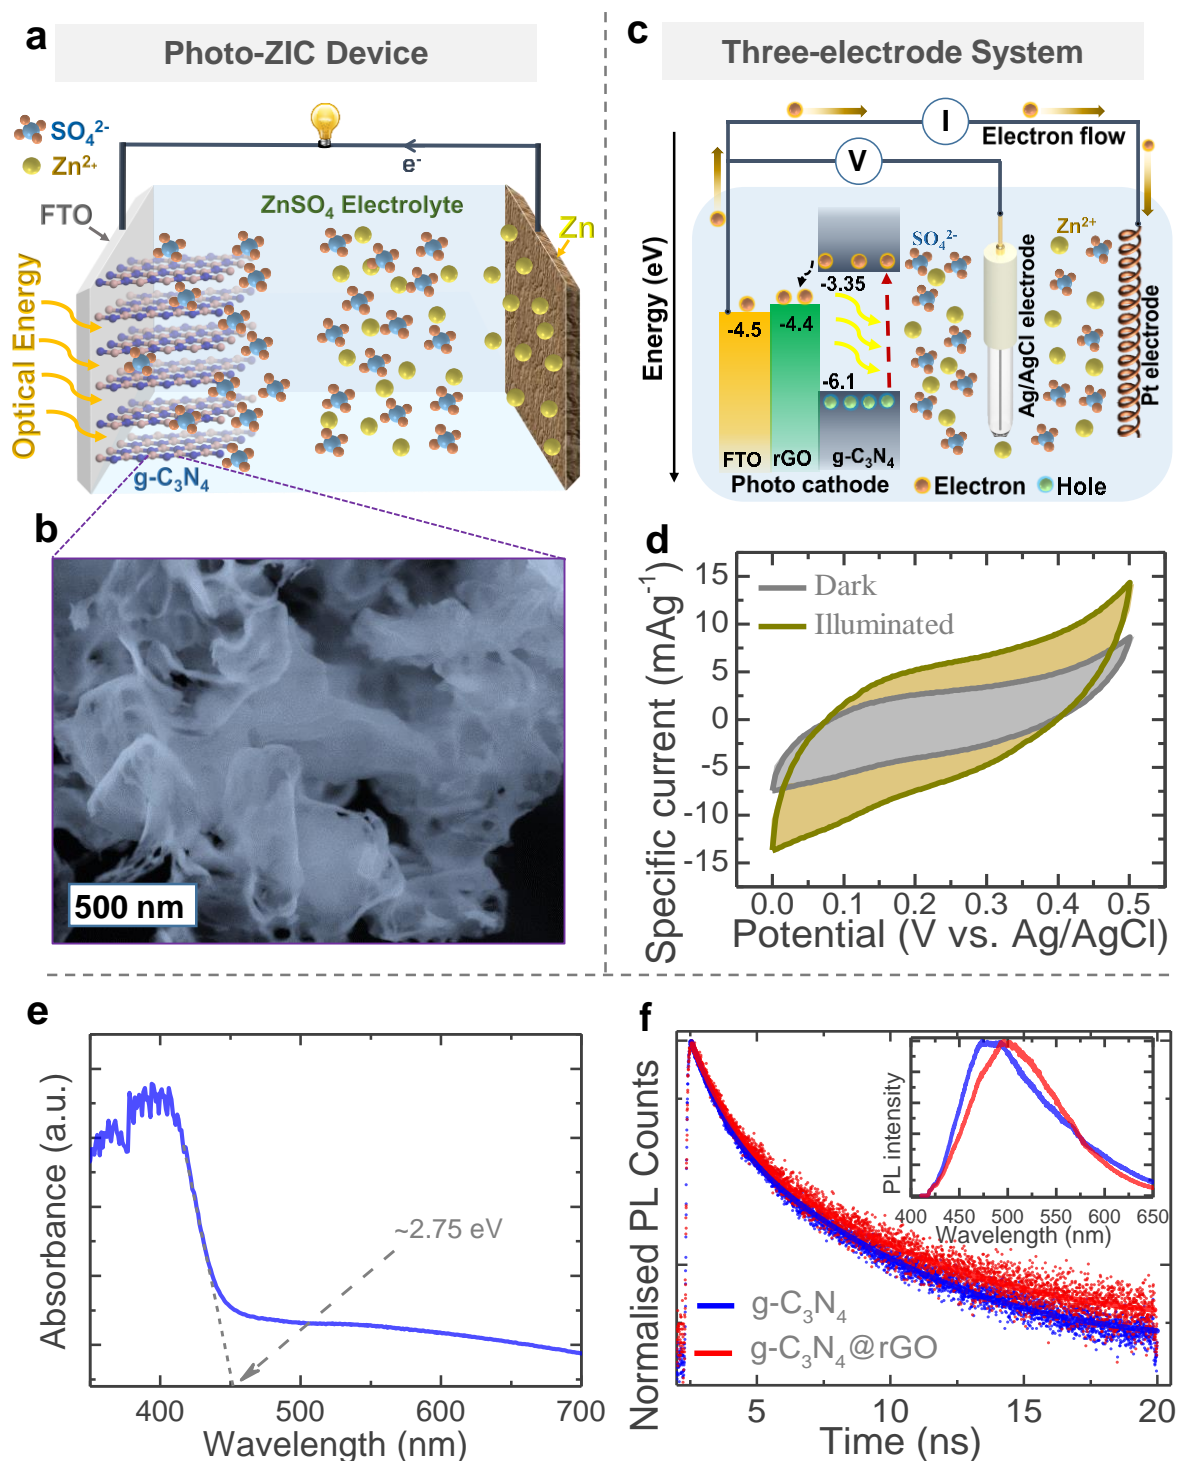 a
Photo-ZIC Device
SO₄²⁻
Zn²⁺
e⁻
FTO
ZnSO₄ Electrolyte
Zn
Optical Energy
g-C₃N₄
b
500 nm
c
Three-electrode System
I
Electron flow
V
Energy (eV)
SO₄²⁻
Zn²⁺
-3.35
-4.5
-4.4
-6.1
Ag/AgCl electrode
Pt electrode
FTO
rGO
g-C₃N₄
Photo cathode
Electron
Hole
d
Specific current (mAg⁻¹)
15
10
5
0
-5
-10
-15
Dark
Illuminated
0.0 0.1 0.2 0.3 0.4 0.5
Potential (V vs. Ag/AgCl)
e
Absorbance (a.u.)
~2.75 eV
400 500 600 700
Wavelength (nm)
f
Normalised PL Counts
PL intensity
400 450 500 550 600 650
Wavelength (nm)
g-C₃N₄
g-C₃N₄@rGO
5 10 15 20
Time (ns)